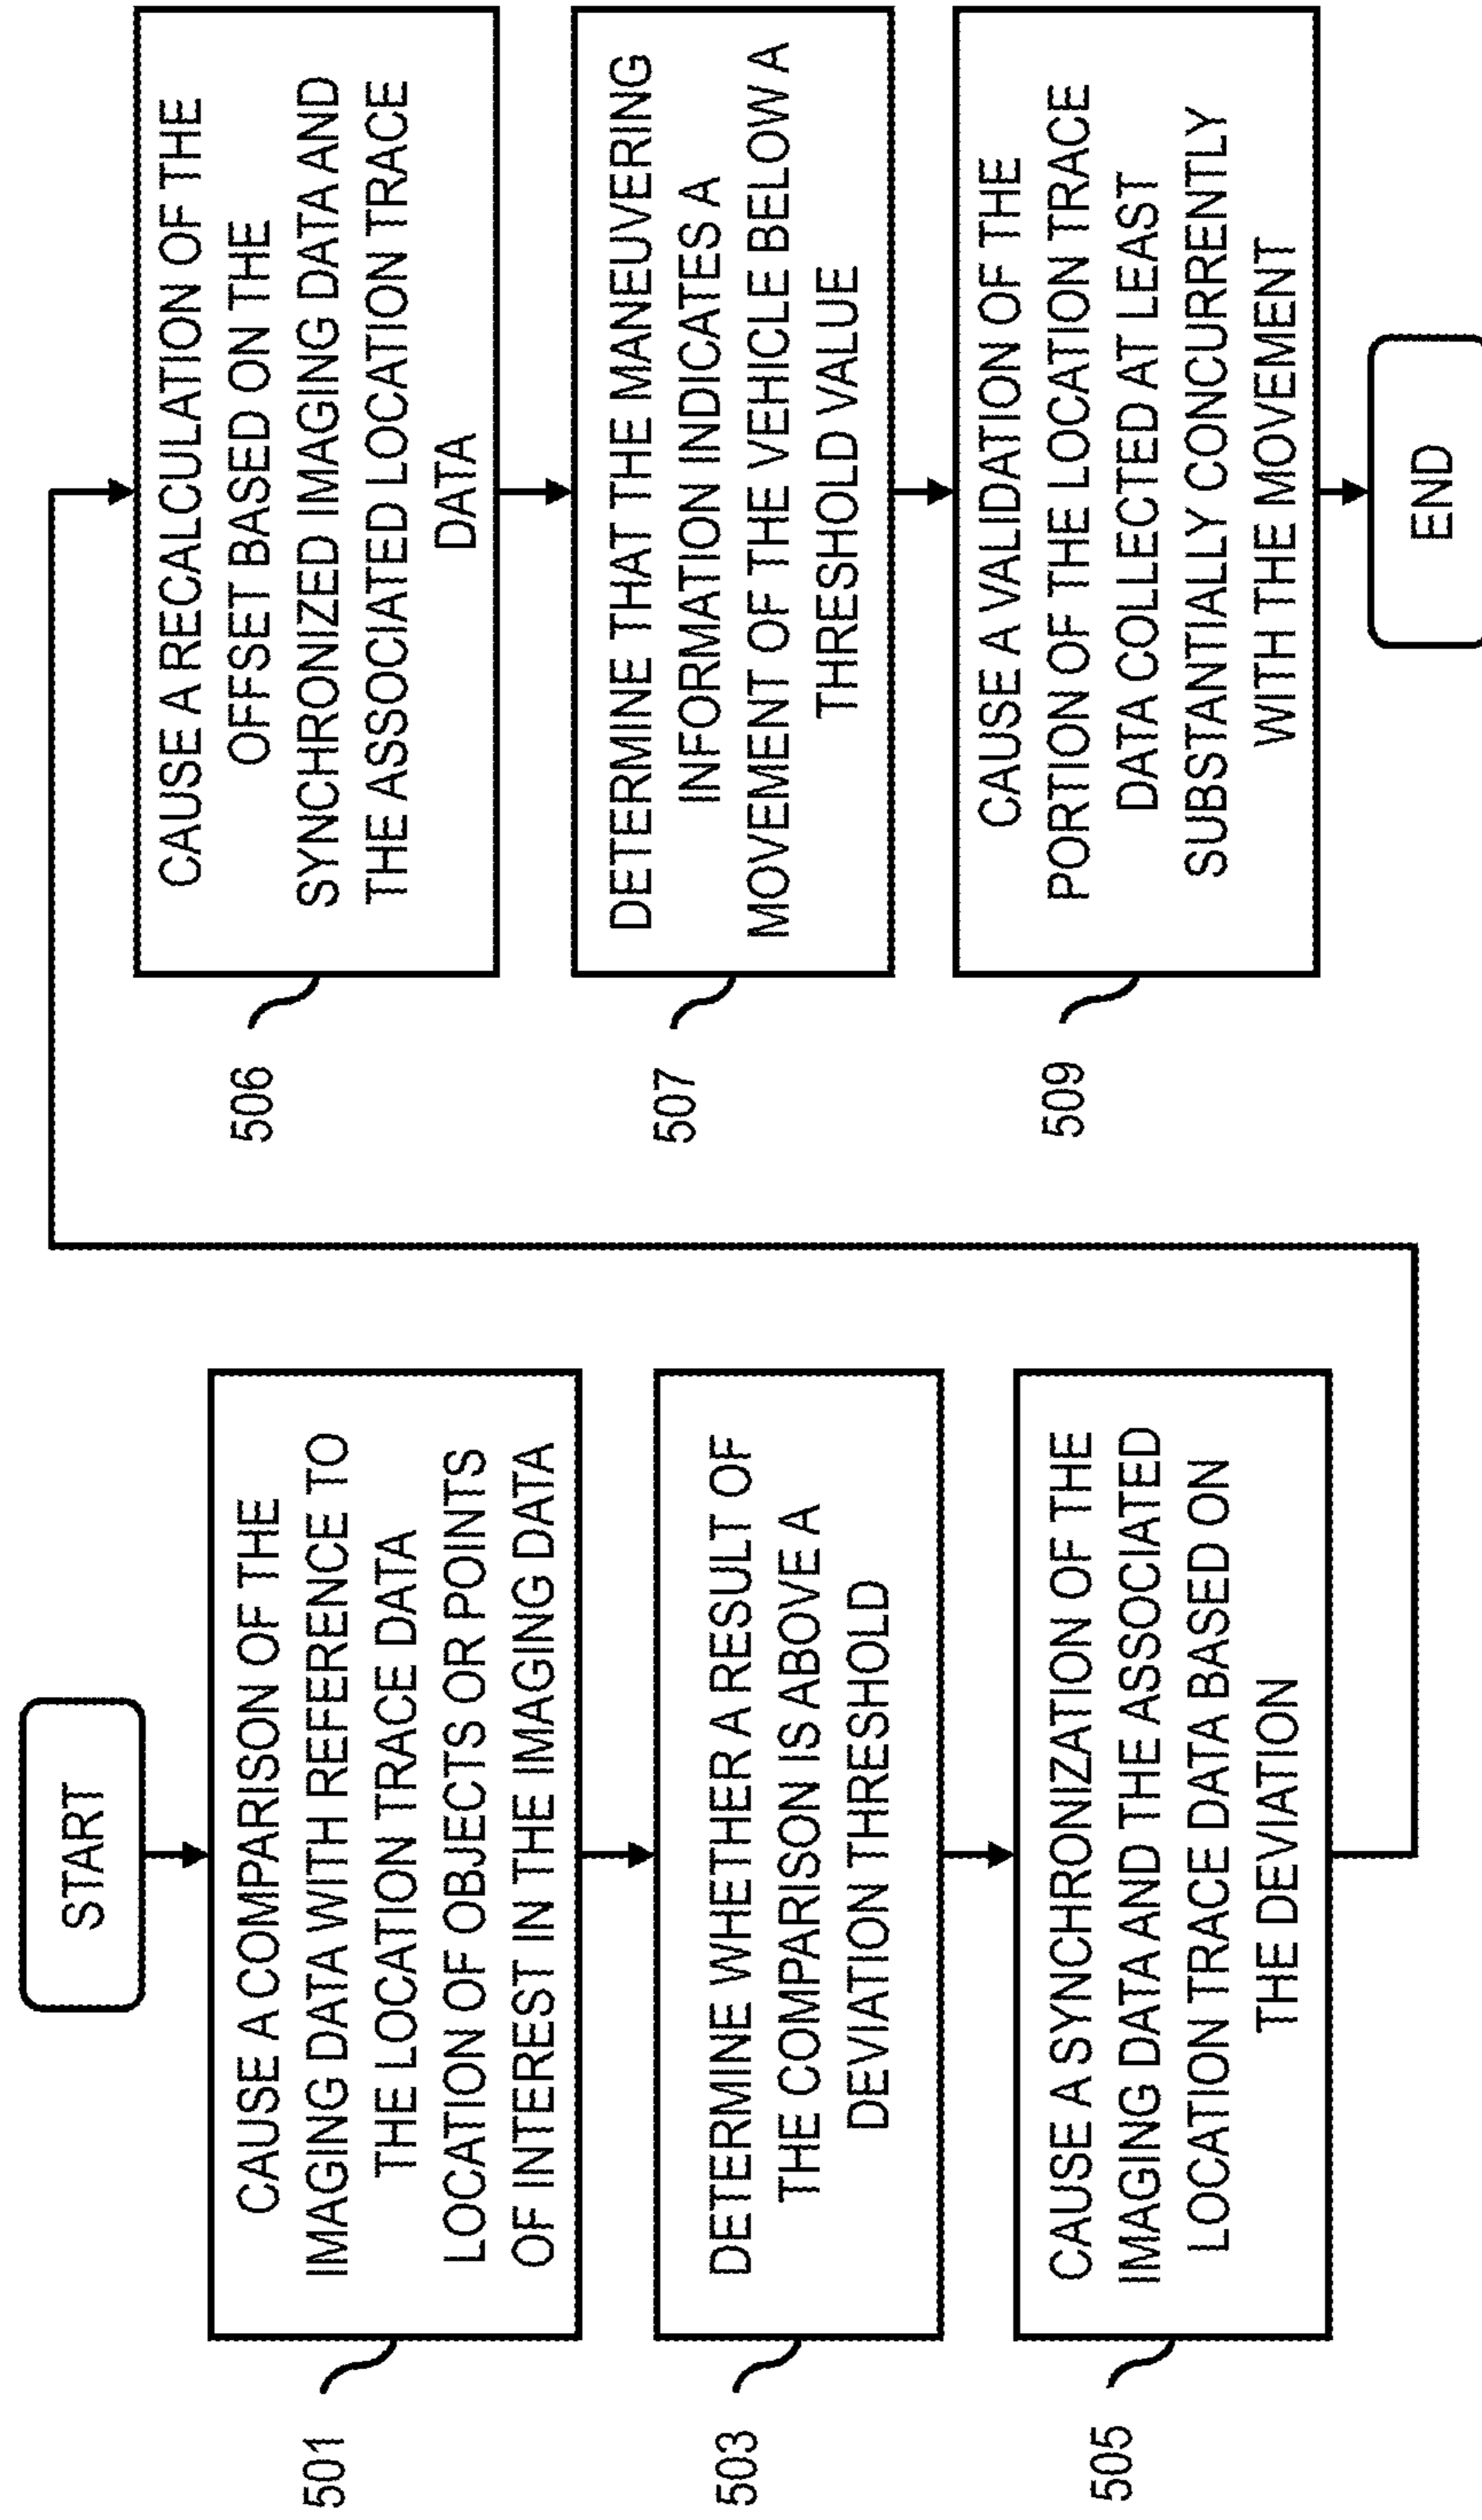 START
CAUSE A COMPARISON OF THE
IMAGING DATA WITH REFERENCE TO
THE LOCATION TRACE DATA
LOCATION OF OBJECTS OR POINTS
OF INTEREST IN THE IMAGING DATA
501
DETERMINE WHETHER A RESULT OF
THE COMPARISON IS ABOVE A
DEVIATION THRESHOLD
503
CAUSE A SYNCHRONIZATION OF THE
IMAGING DATA AND THE ASSOCIATED
LOCATION TRACE DATA BASED ON
THE DEVIATION
505
CAUSE A RECALCULATION OF THE
OFFSET BASED ON THE
SYNCHRONIZED IMAGING DATA AND
THE ASSOCIATED LOCATION TRACE
DATA
506
DETERMINE THAT THE MANEUVERING
INFORMATION INDICATES A
MOVEMENT OF THE VEHICLE BELOW A
THRESHOLD VALUE
507
CAUSE A VALIDATION OF THE
PORTION OF THE LOCATION TRACE
DATA COLLECTED AT LEAST
SUBSTANTIALLY CONCURRENTLY
WITH THE MOVEMENT
509
END